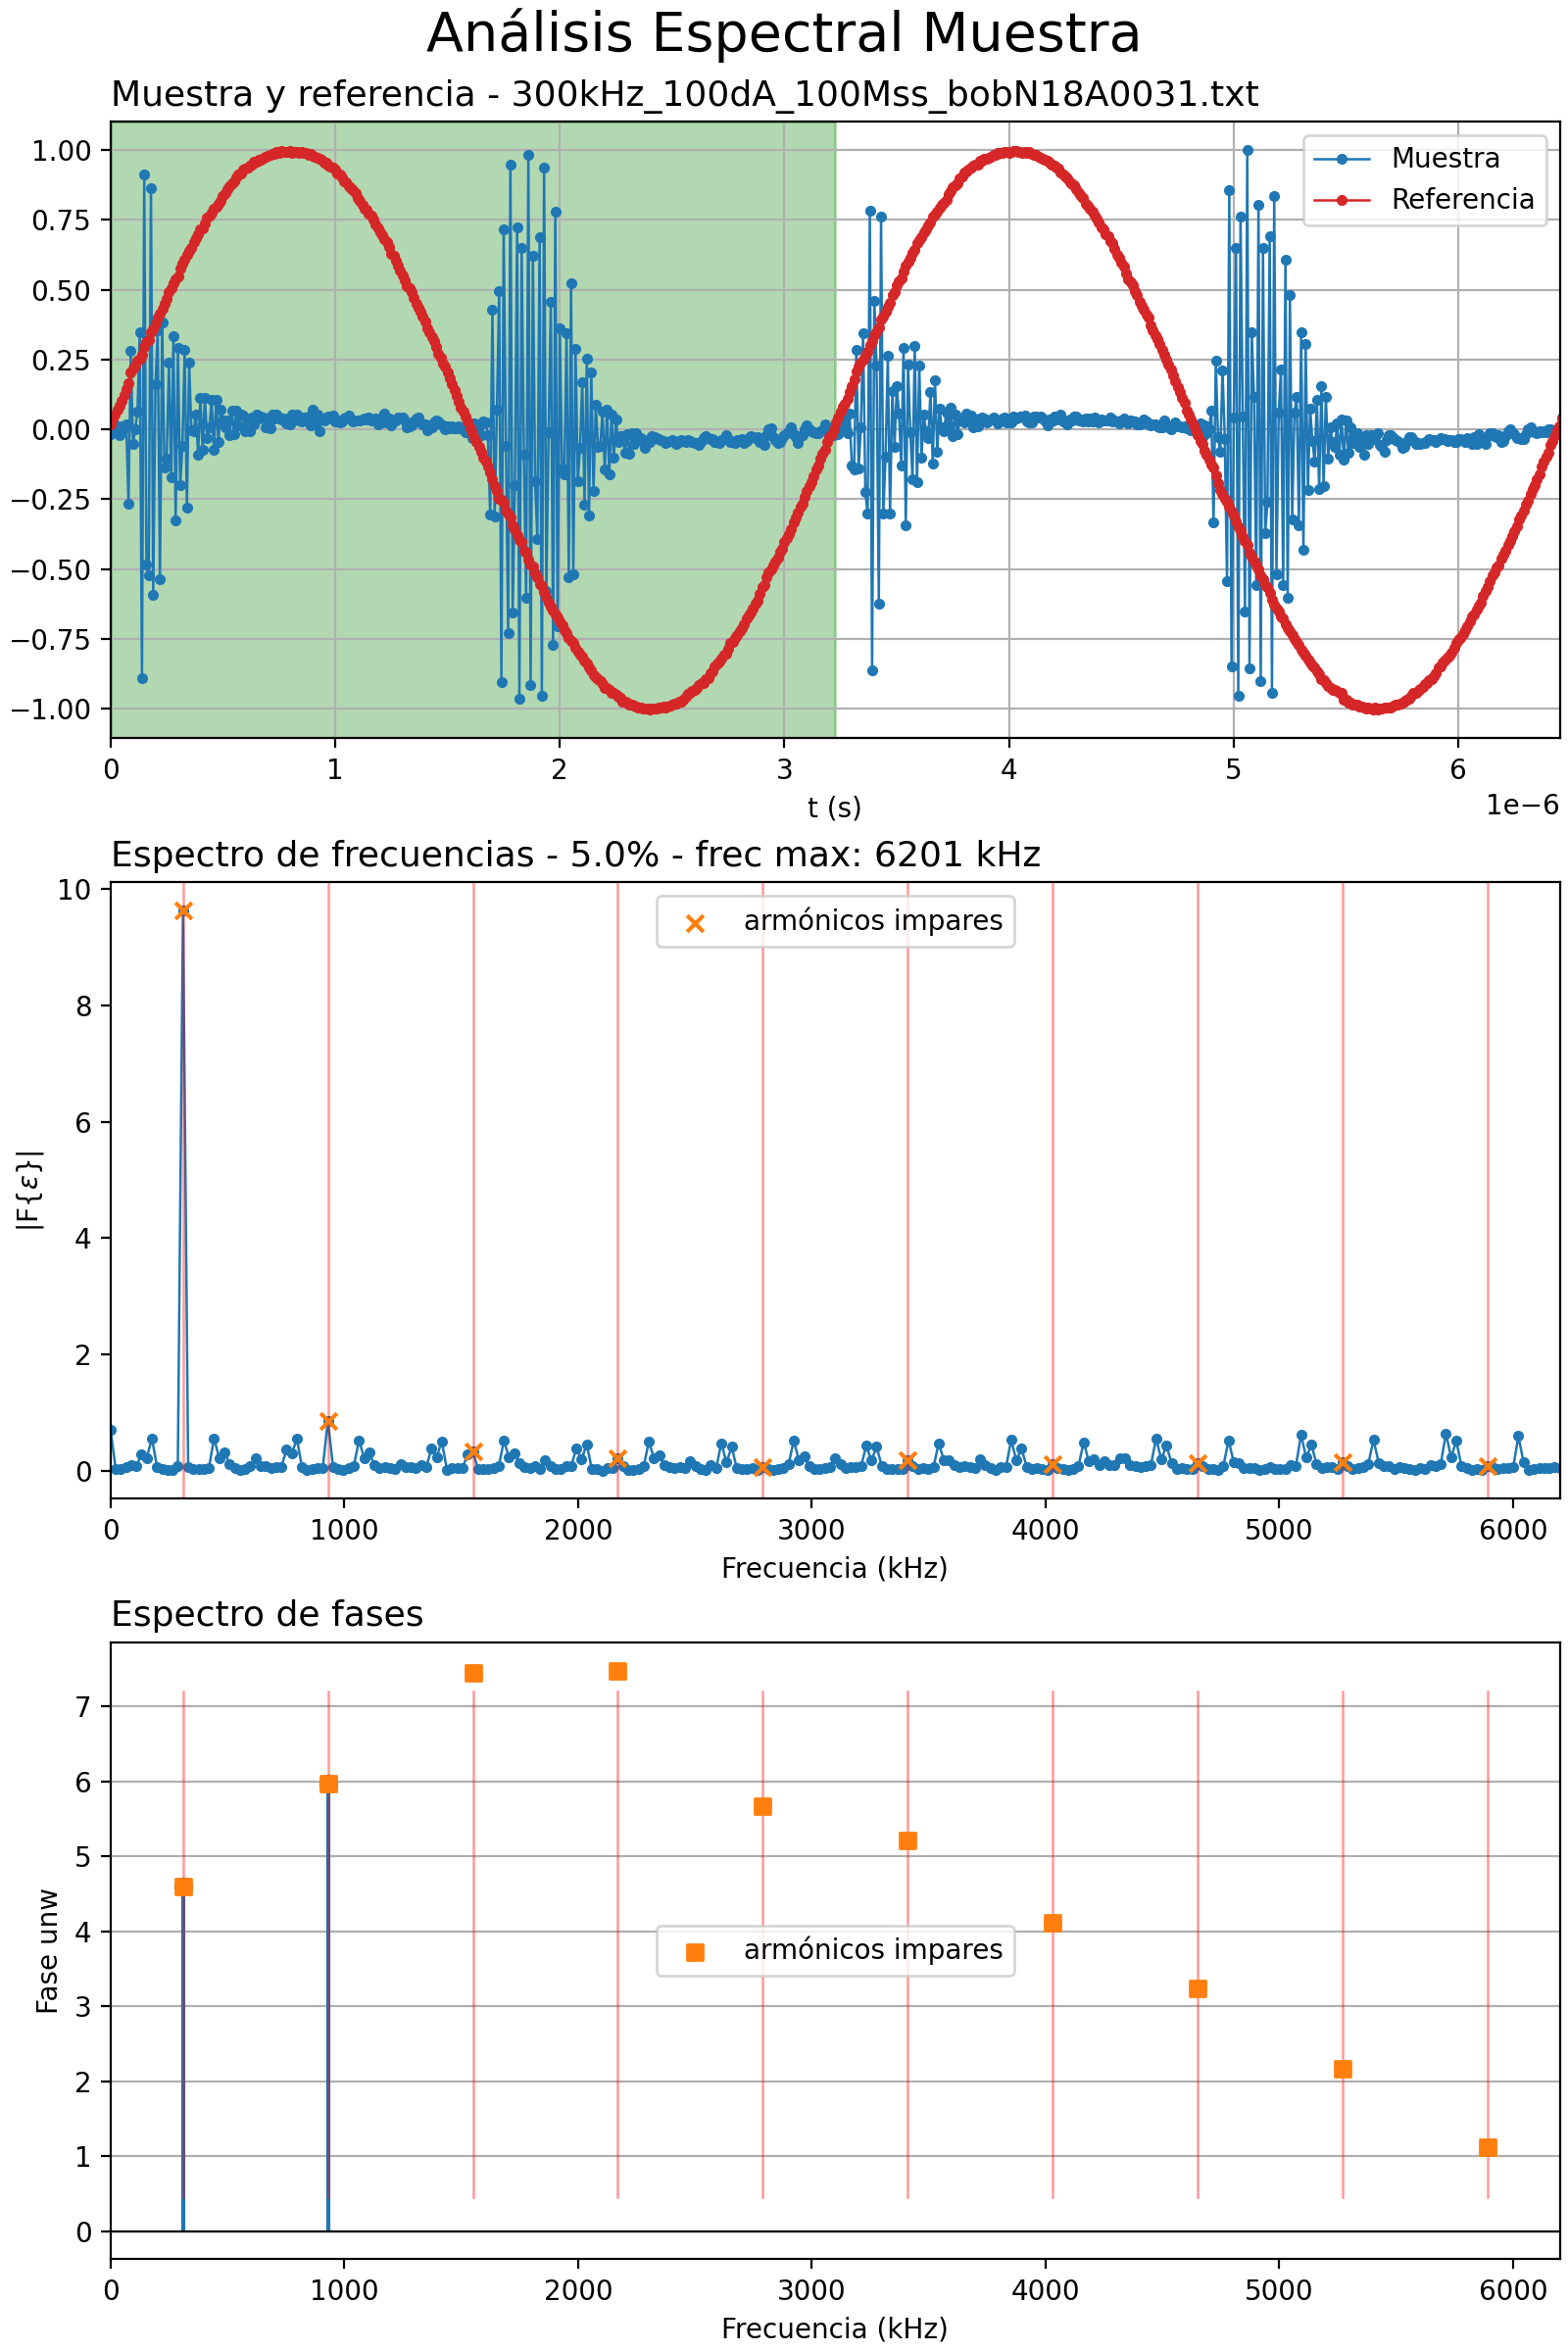 Análisis Espectral Muestra
Muestra y referencia - 300kHz_100dA_100Mss_bobN18A0031.txt
Muestra
Referencia
1.00
0.75
0.50
0.25
0.00
−0.25
−0.50
−0.75
−1.00
0 1 2 3 4 5 6
1e−6
t (s)
Espectro de frecuencias - 5.0% - frec max: 6201 kHz
armónicos impares
10
8
6
4
2
0
|F{ε}|
0 1000 2000 3000 4000 5000 6000
Frecuencia (kHz)
Espectro de fases
7
6
5
4
3
2
1
0
Fase unw
armónicos impares
0 1000 2000 3000 4000 5000 6000
Frecuencia (kHz)